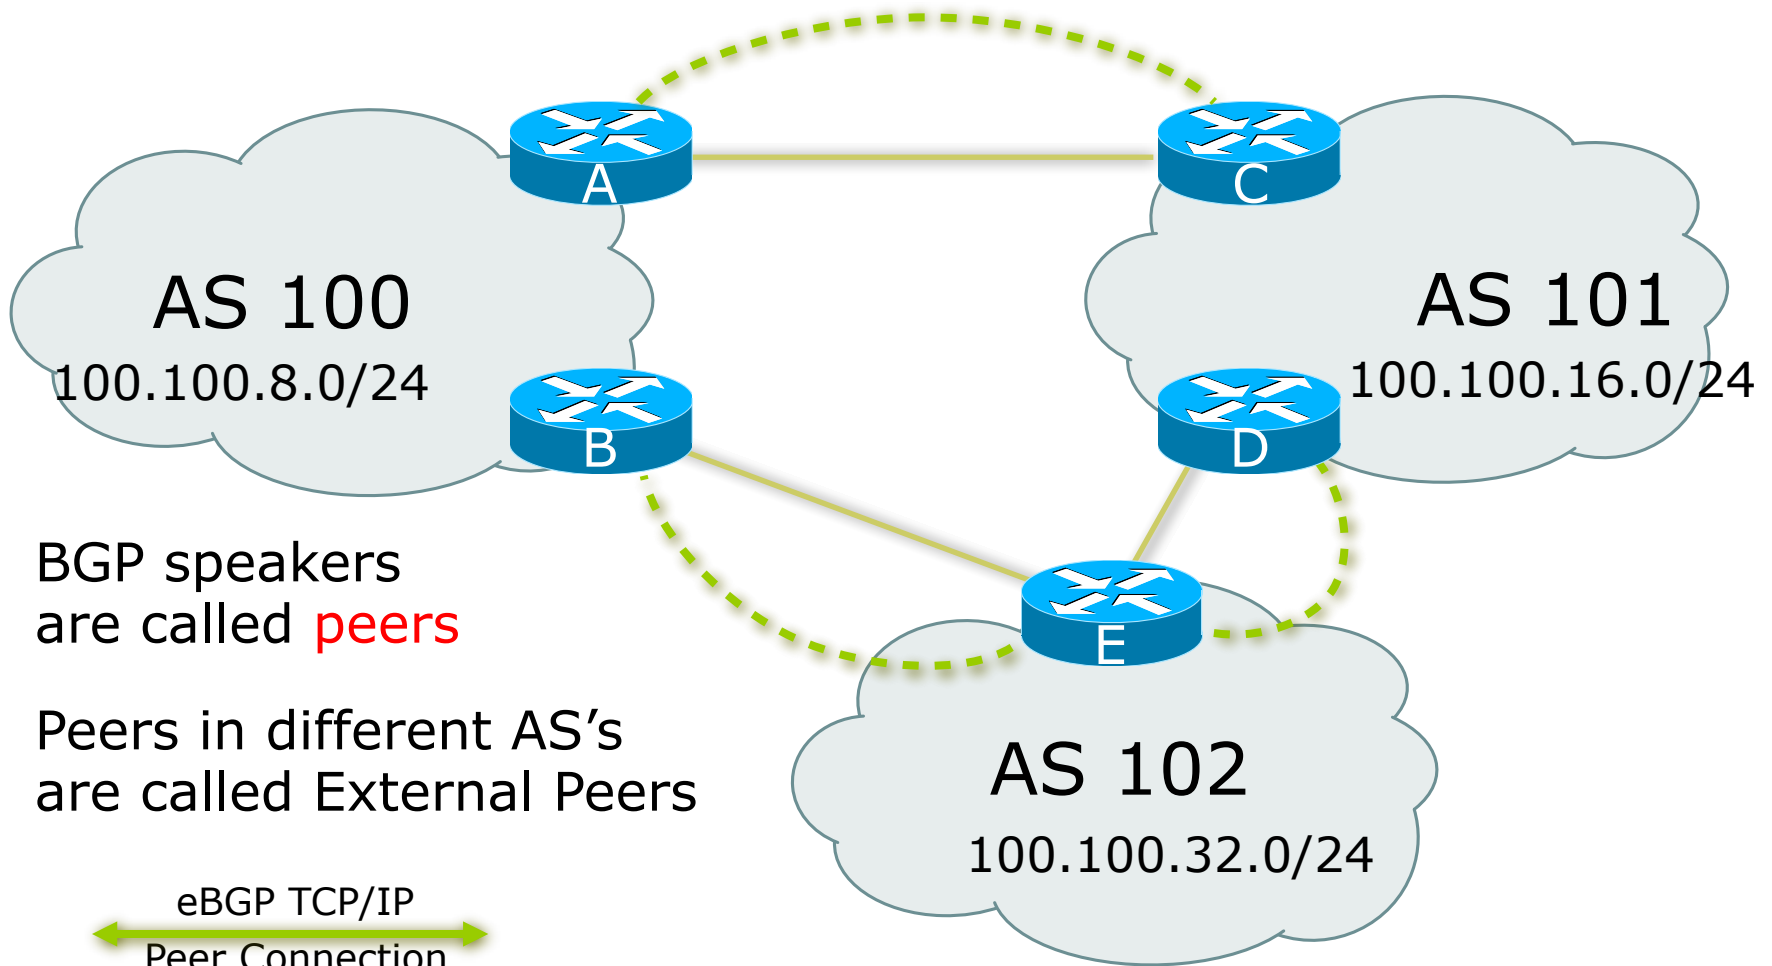 A
C
AS 100
100.100.8.0/24
AS 101
100.100.16.0/24
B
D
E
BGP speakers
are called peers
Peers in different AS’s
are called External Peers
AS 102
100.100.32.0/24
eBGP TCP/IP
Peer Connection